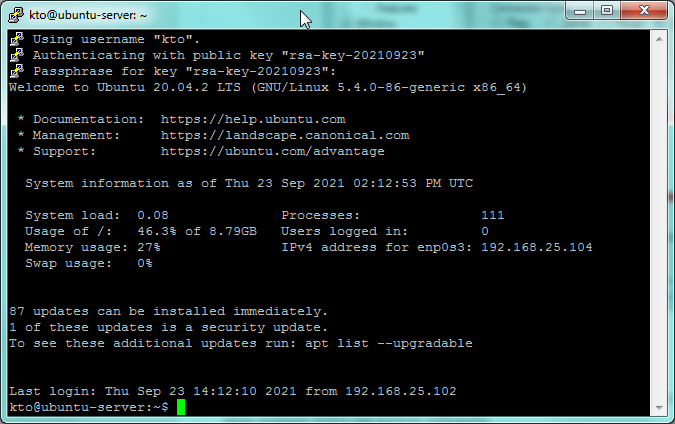 kto@ubuntu-server: ~
Using username "kto".
Authenticating with public key "rsa-key-20210923"
Passphrase for key "rsa-key-20210923":
Welcome to Ubuntu 20.04.2 LTS (GNU/Linux 5.4.0-86-generic x86_64)
* Documentation:  https://help.ubuntu.com
* Management:     https://landscape.canonical.com
* Support:        https://ubuntu.com/advantage
System information as of Thu 23 Sep 2021 02:12:53 PM UTC
System load:  0.08              Processes:               111
Usage of /:   46.3% of 8.79GB   Users logged in:         0
Memory usage: 27%               IPv4 address for enp0s3: 192.168.25.104
Swap usage:   0%
87 updates can be installed immediately.
1 of these updates is a security update.
To see these additional updates run: apt list --upgradable
Last login: Thu Sep 23 14:12:10 2021 from 192.168.25.102
kto@ubuntu-server:~$